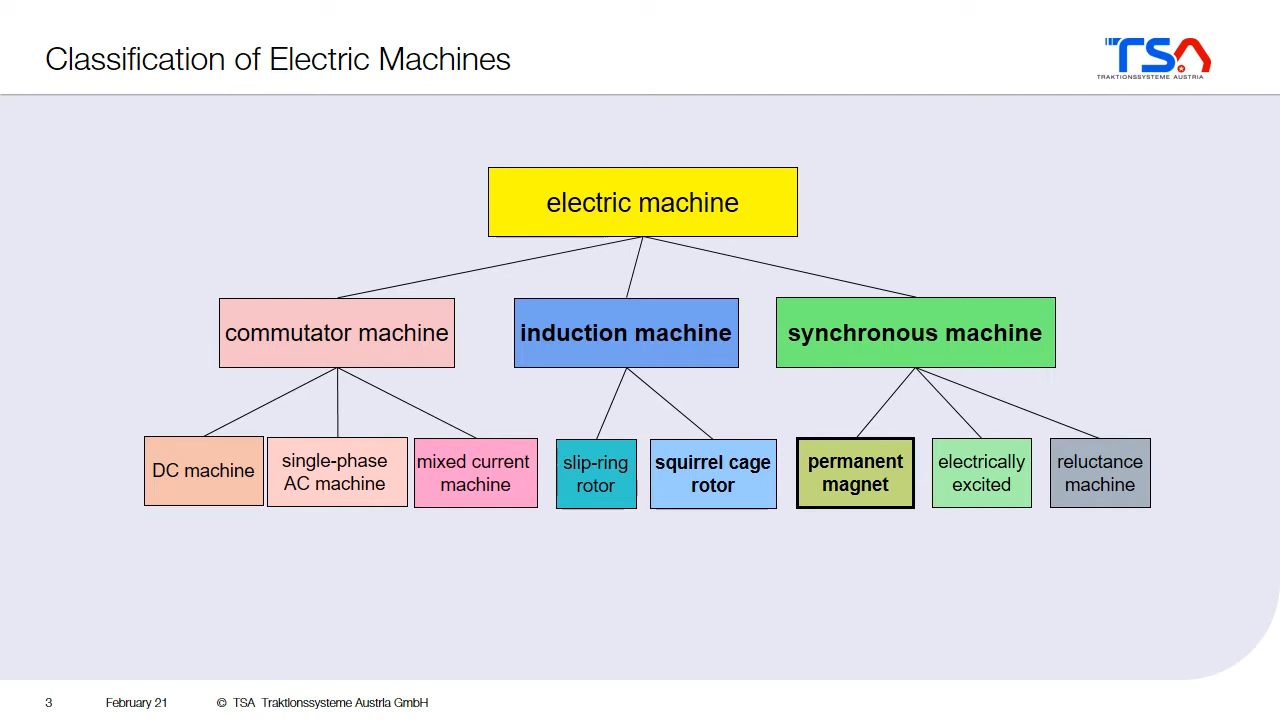 Classification of Electric Machines
TSA
TRAKTIONSSYSTEME AUSTRIA
electric machine
commutator machine
induction machine
synchronous machine
DC machine
single-phase
AC machine
mixed current
machine
slip-ring
rotor
squirrel cage
rotor
permanent
magnet
electrically
excited
reluctance
machine
3
February 21
© TSA Traktionssysteme Austria GmbH